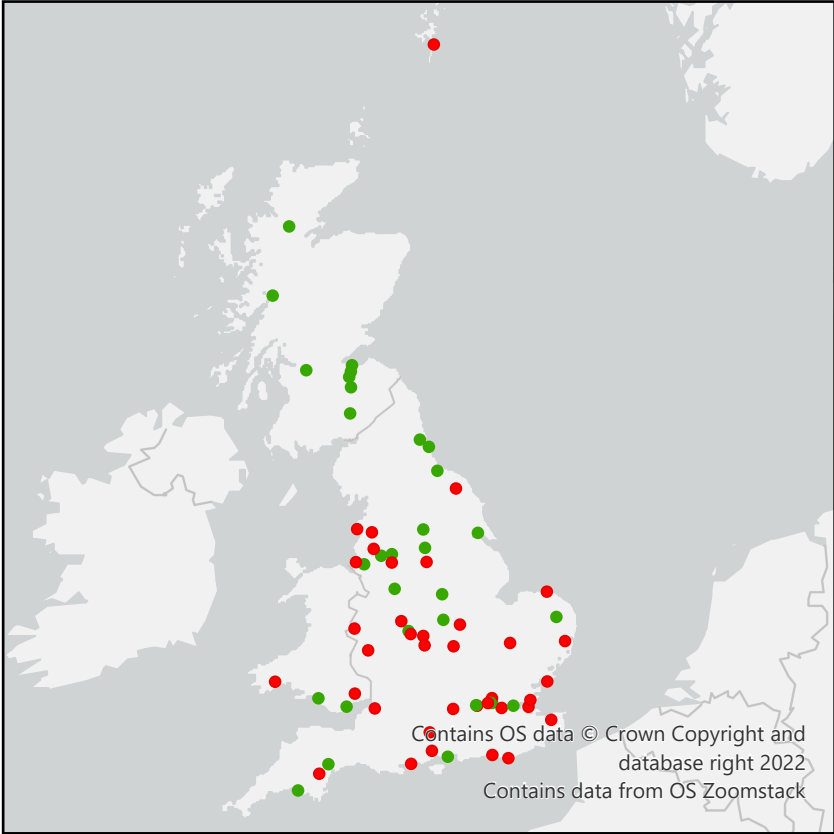 Contains OS data © Crown Copyright and
database right 2022
Contains data from OS Zoomstack